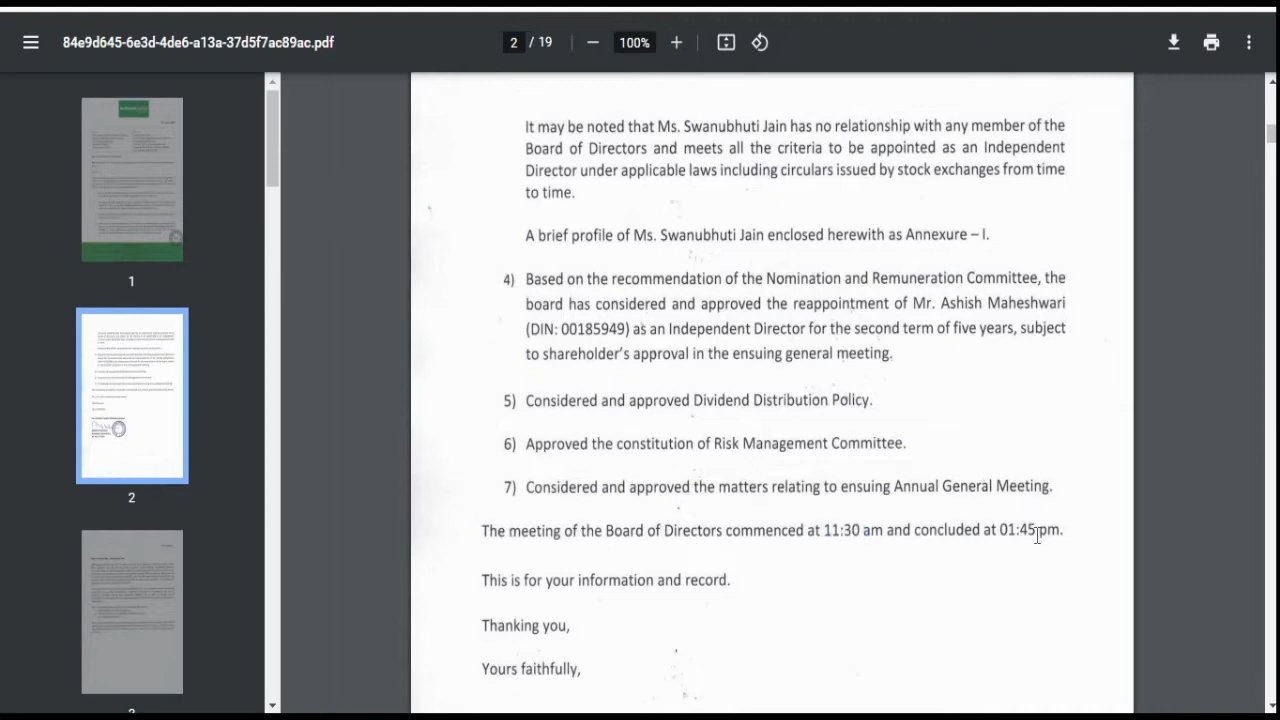 84e9d645-6e3d-4de6-a13a-37d5f7ac89ac.pdf
2 / 19
100%
It may be noted that Ms. Swanubhuti Jain has no relationship with any member of the
Board of Directors and meets all the criteria to be appointed as an Independent
Director under applicable laws including circulars issued by stock exchanges from time
to time.
A brief profile of Ms. Swanubhuti Jain enclosed herewith as Annexure – I.
4) Based on the recommendation of the Nomination and Remuneration Committee, the
board has considered and approved the reappointment of Mr. Ashish Maheshwari
(DIN: 00185949) as an Independent Director for the second term of five years, subject
to shareholder's approval in the ensuing general meeting.
5) Considered and approved Dividend Distribution Policy.
6) Approved the constitution of Risk Management Committee.
7) Considered and approved the matters relating to ensuing Annual General Meeting.
The meeting of the Board of Directors commenced at 11:30 am and concluded at 01:45 pm.
This is for your information and record.
Thanking you,
Yours faithfully,
1
2